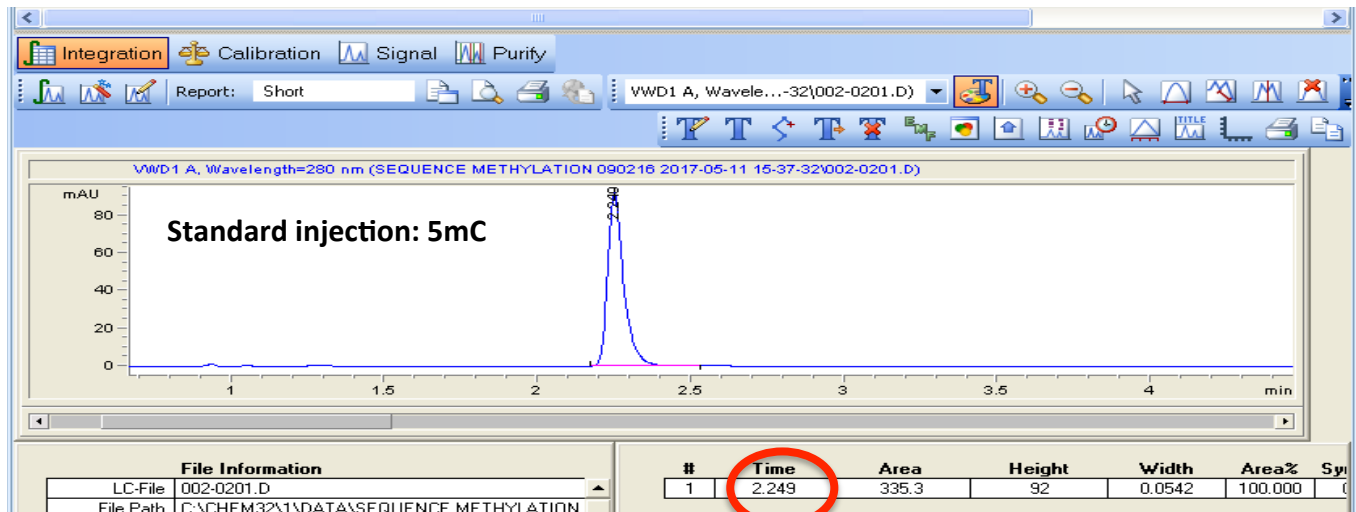 Integration Calibration Signal Purify
Report: Short VWD1 A, Wavele...-32\002-0201.D)
TITLE
VWD1 A, Wavelength=280 nm (SEQUENCE METHYLATION 090216 2017-05-11 15-37-32\002-0201.D)
mAU
80
60
40
20
0
Standard injection: 5mC
2.249
1 1.5 2 2.5 3 3.5 4 min
File Information
LC-File 002-0201.D
File Path C:\CHEM32\1\DATA\SEQUENCE METHYLATION
# Time Area Height Width Area%
1 2.249 335.3 92 0.0542 100.000